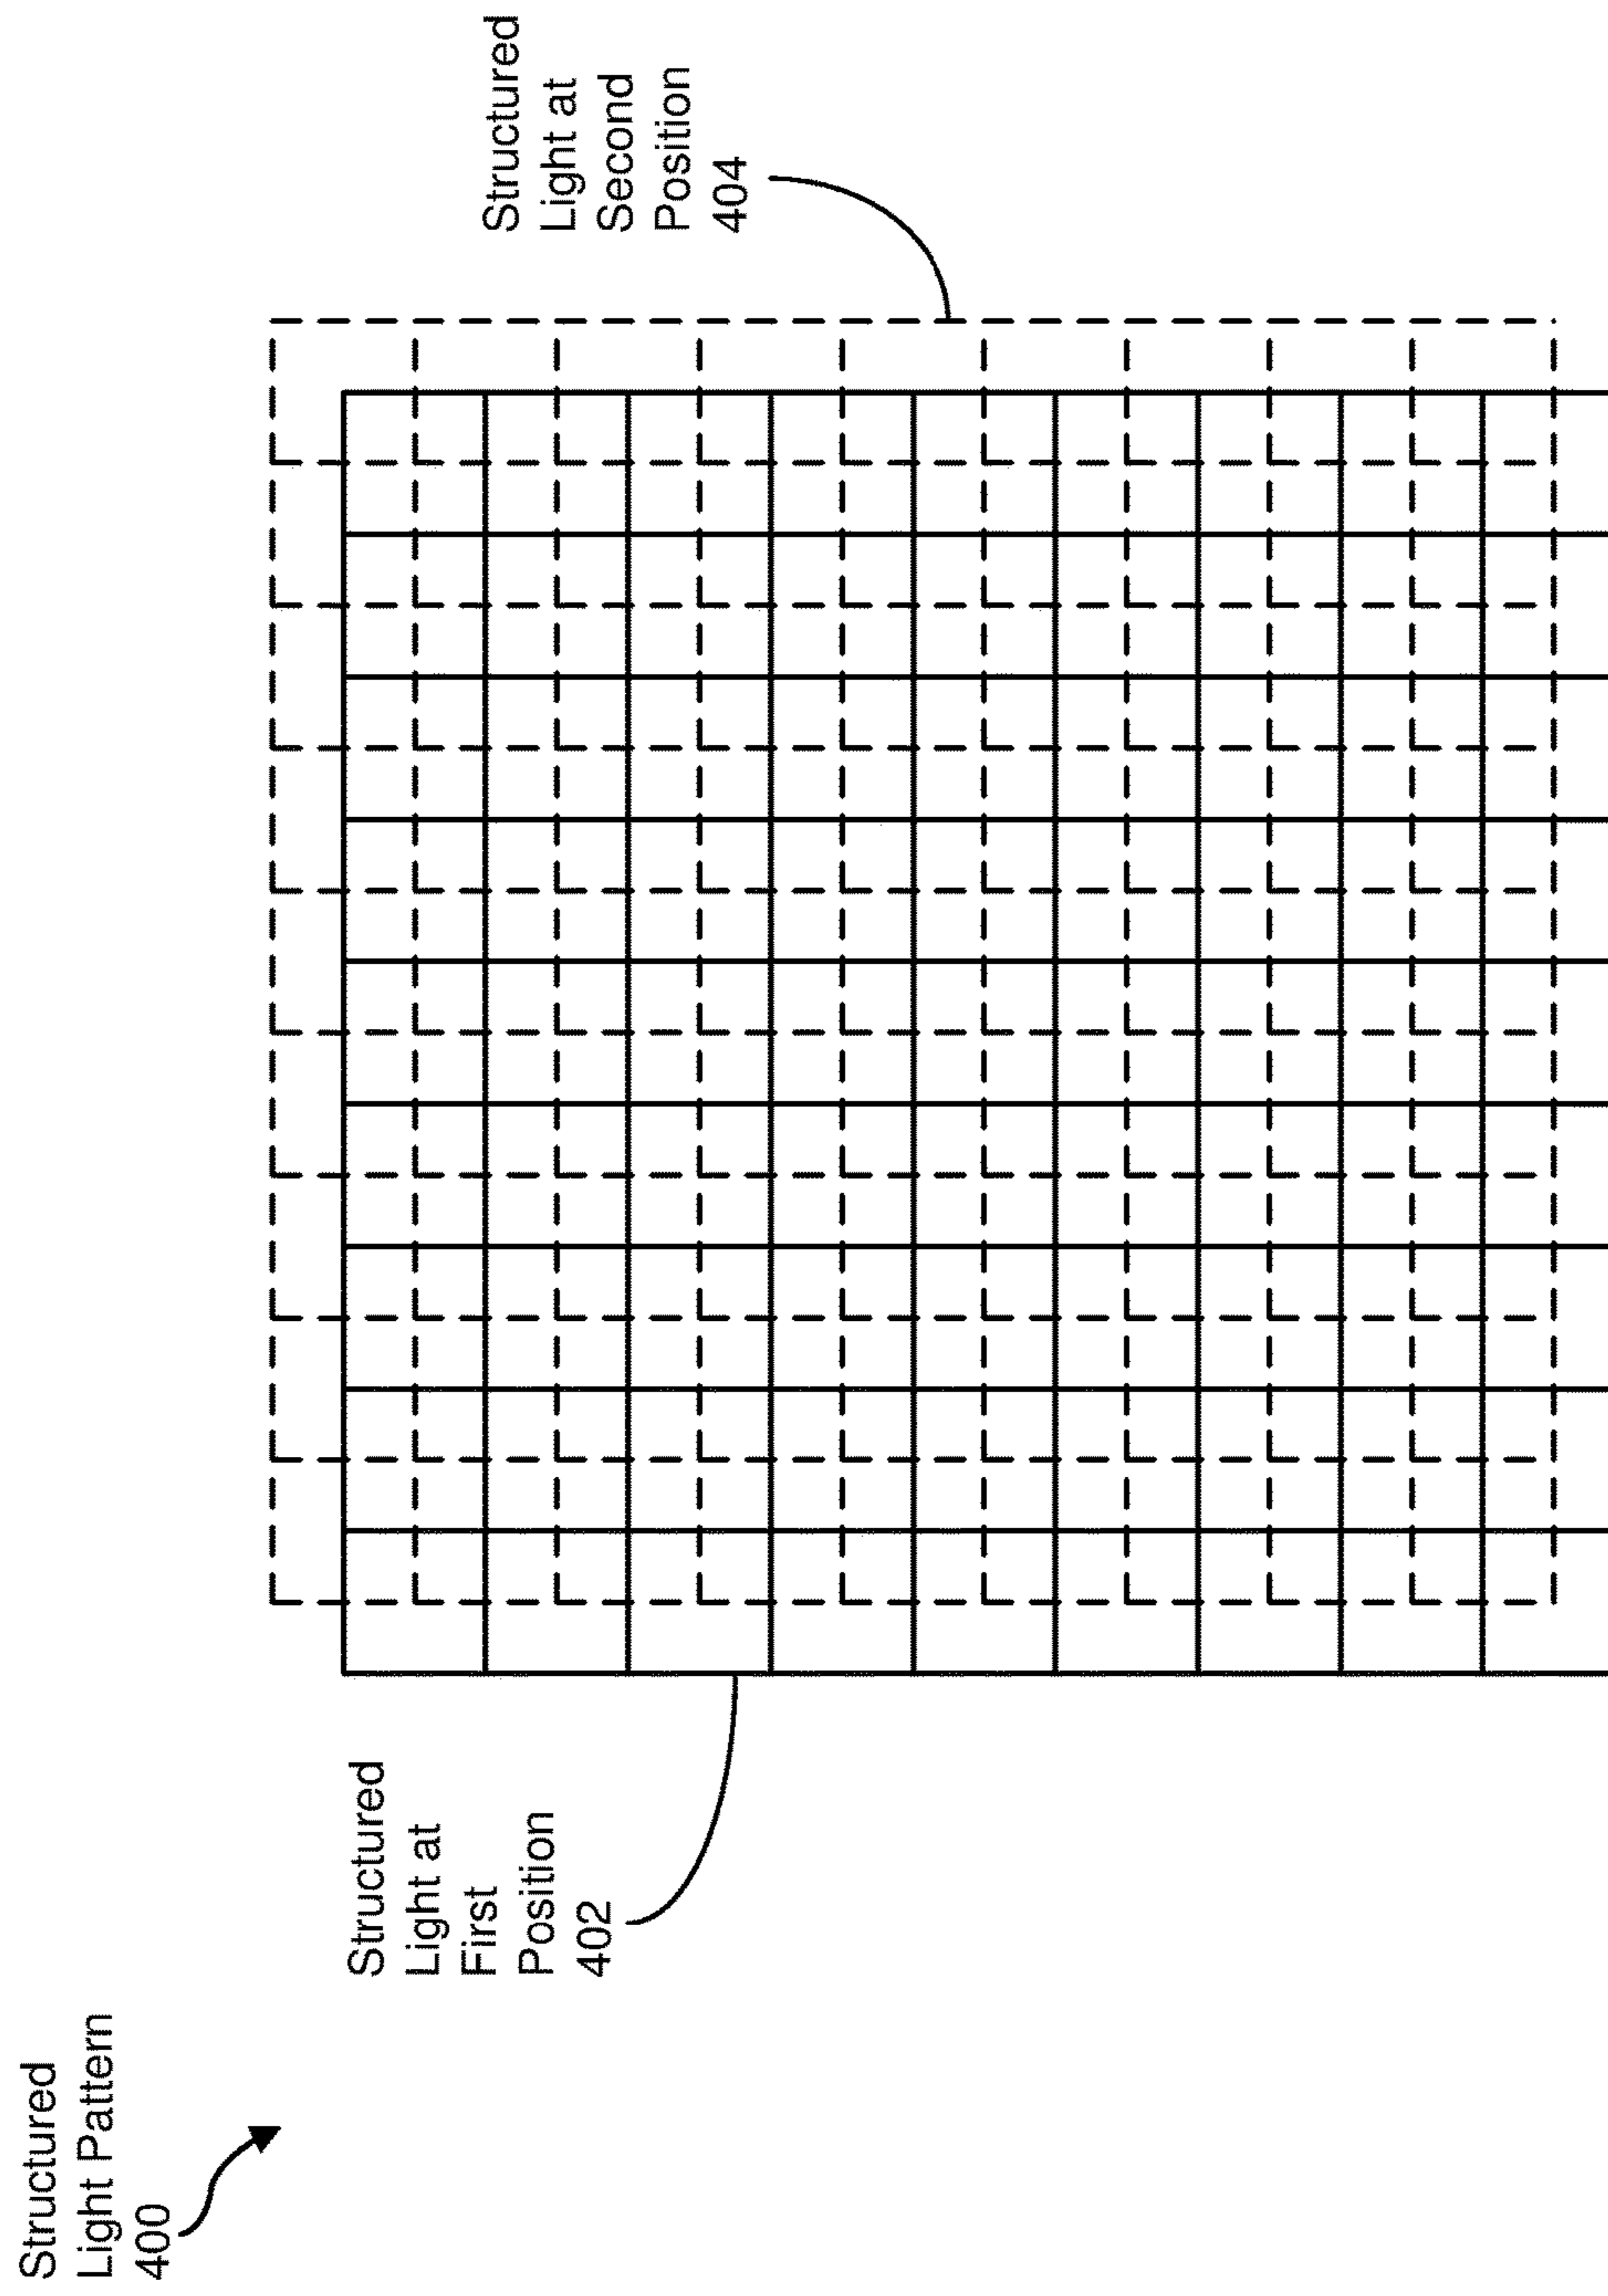 Structured
Light Pattern
400
Structured
Light at
First
Position
402
Structured
Light at
Second
Position
404